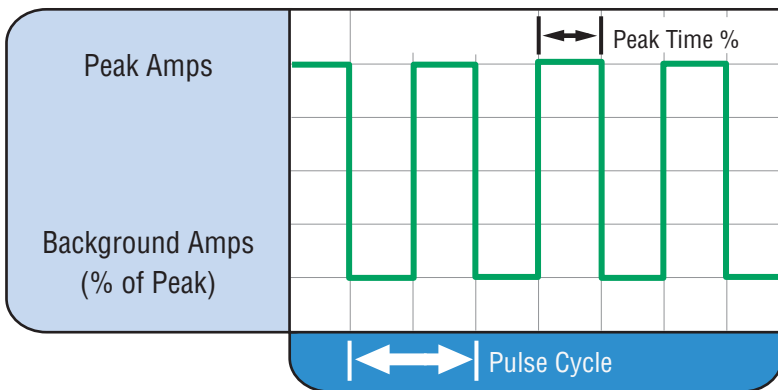 Peak Time %
Peak Amps
Background Amps
(% of Peak)
Pulse Cycle